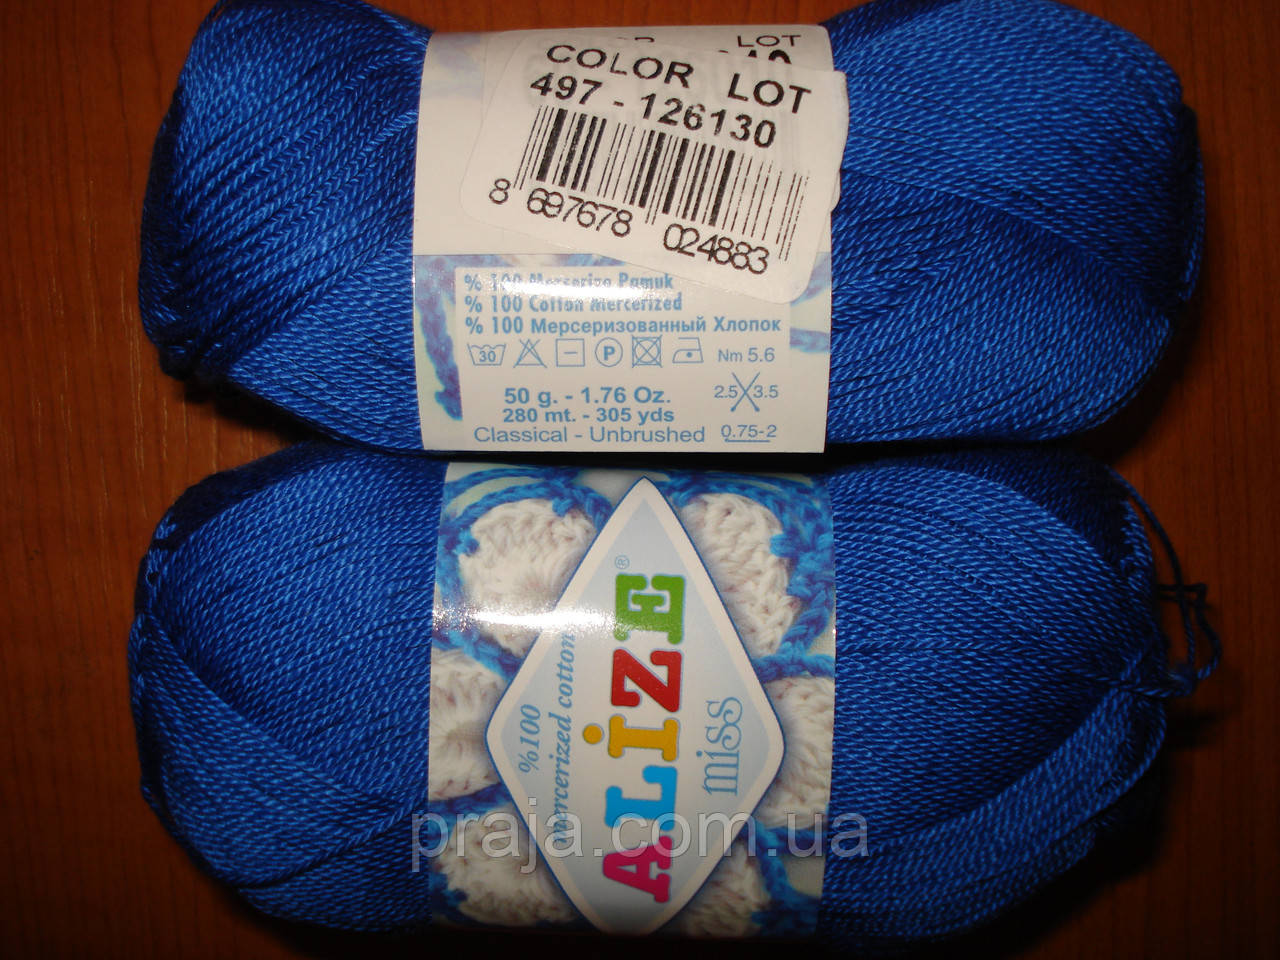 LOT
COLOR LOT
497 - 126130
8 697678 024883
% 100 Mercerize Pamuk
% 100 Cotton Mercerized
% 100 Мерсеризованный Хлопок
30 P Nm 5.6
50 g. - 1.76 Oz.
280 mt. - 305 yds
Classical - Unbrushed
2.5 3.5
0.75-2
%100
mercerized cotton
ALiZE®
miss
praja.com.ua